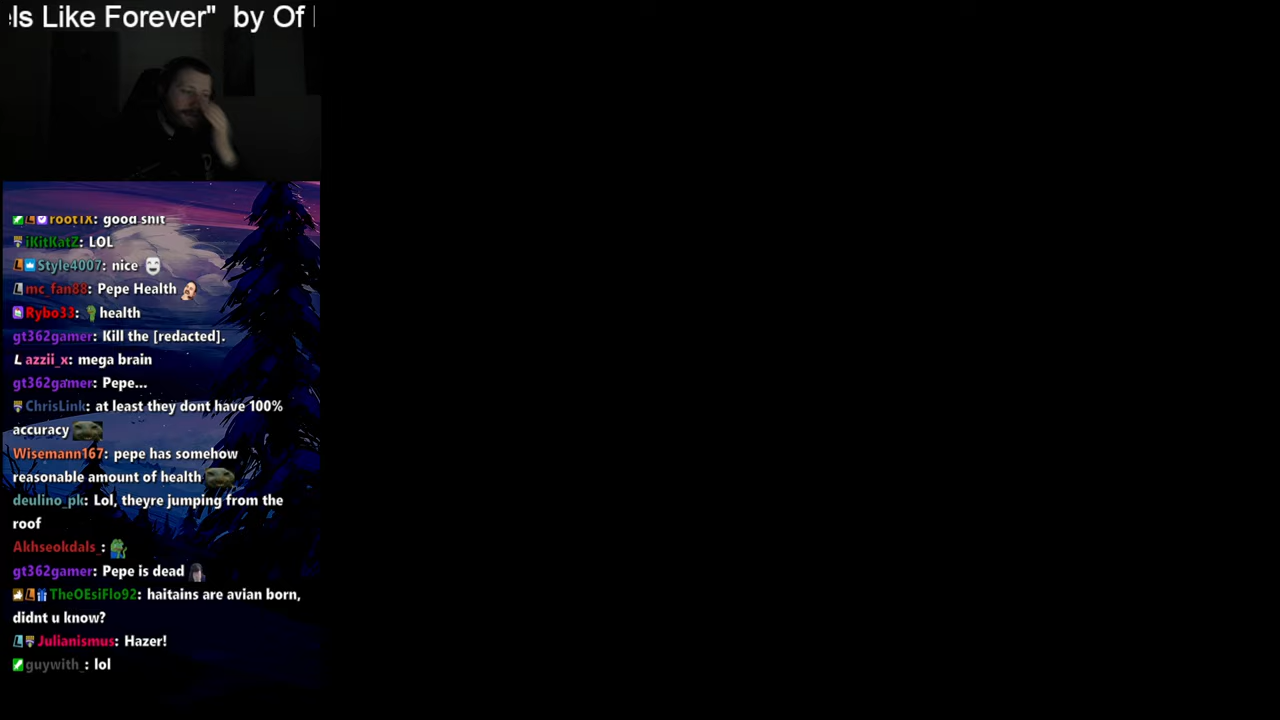 ls Like Forever"  by Of
root1X: good shit
iKitKatZ: LOL
Style4007: nice
mc_fan88: Pepe Health
Rybo33: health
gt362gamer: Kill the [redacted].
L azzii_x: mega brain
gt362gamer: Pepe...
ChrisLink: at least they dont have 100%
accuracy
Wisemann167: pepe has somehow
reasonable amount of health
deulino_pk: Lol, theyre jumping from the
roof
Akhseokdals_:
gt362gamer: Pepe is dead
TheOEsiFlo92: haitains are avian born,
didnt u know?
Julianismus: Hazer!
guywith_: lol